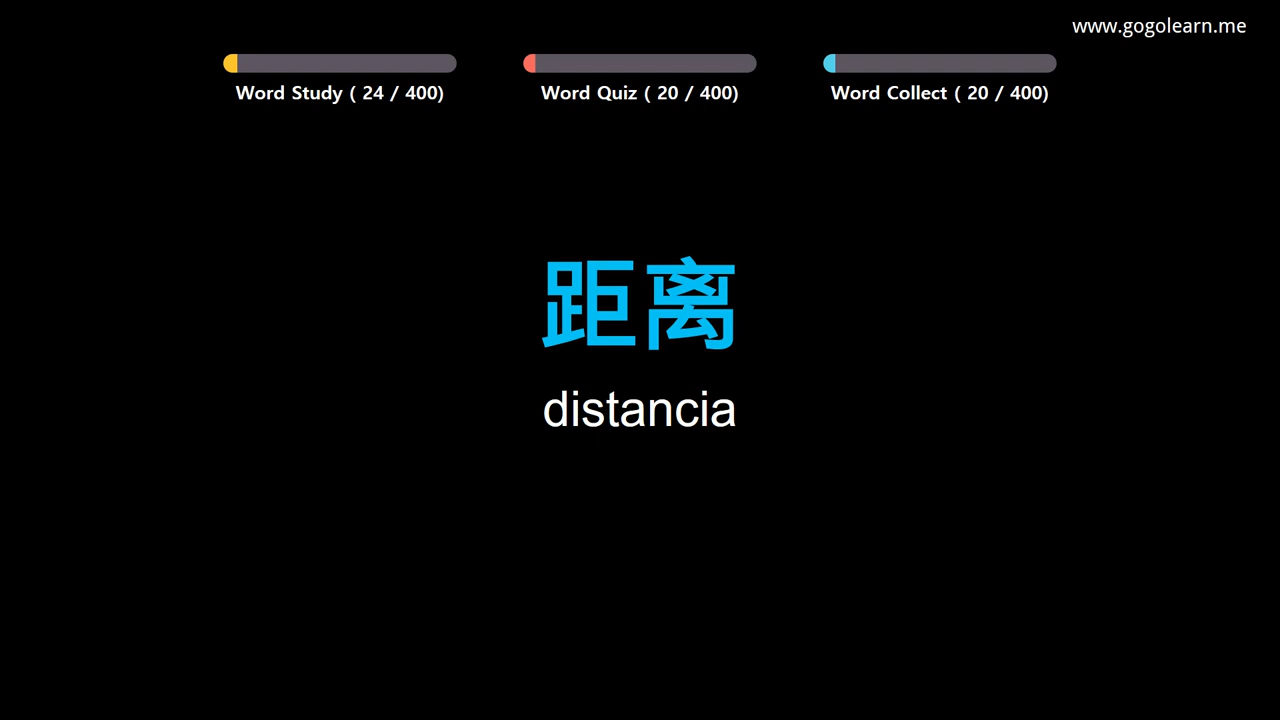 www.gogolearn.me
Word Study ( 24 / 400)
Word Quiz ( 20 / 400)
Word Collect ( 20 / 400)
距离
distancia